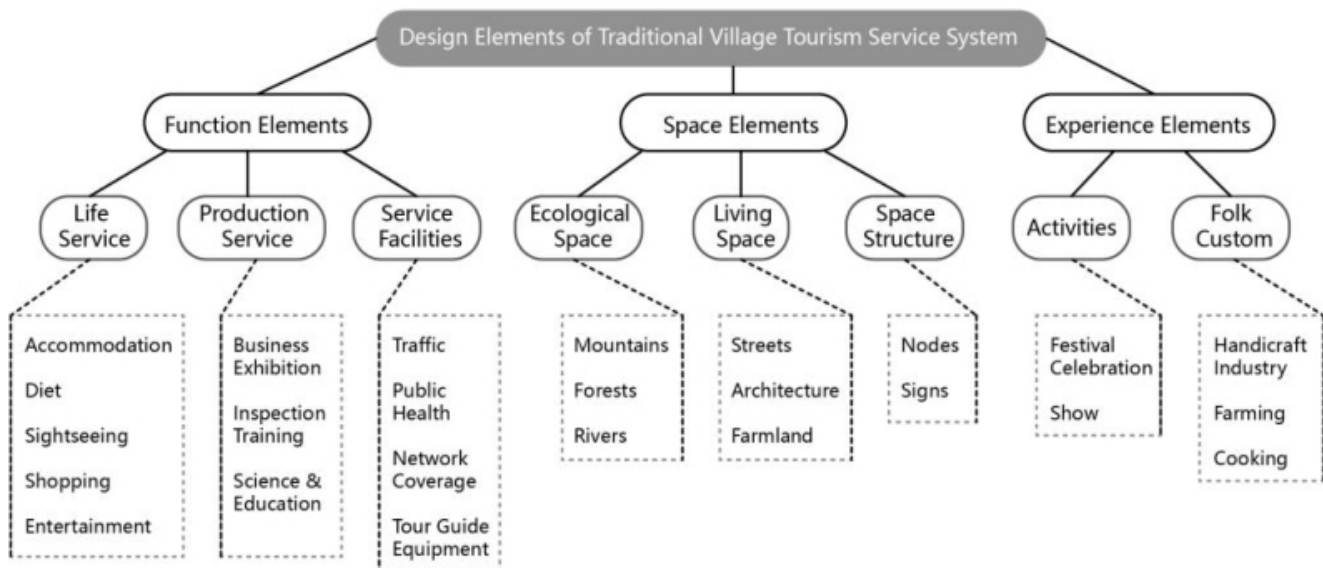 Design Elements of Traditional Village Tourism Service System
Function Elements
Space Elements
Experience Elements
Life
Service
Production
Service
Service
Facilities
Ecological
Space
Living
Space
Space
Structure
Activities
Folk
Custom
Accommodation
Diet
Sightseeing
Shopping
Entertainment
Business
Exhibition
Inspection
Training
Science &
Education
Traffic
Public
Health
Network
Coverage
Tour Guide
Equipment
Mountains
Forests
Rivers
Streets
Architecture
Farmland
Nodes
Signs
Festival
Celebration
Show
Handicraft
Industry
Farming
Cooking